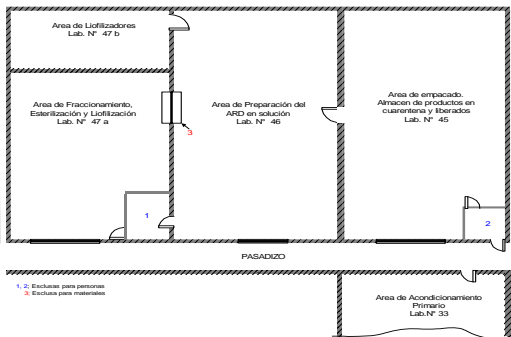 Area de Liofilizadores
Lab. N° 47 b
Area de Fraccionamiento,
Esterilización y Liofilización
Lab. N° 47 a
Area de Preparación del
ARD en solución
Lab. N° 46
Area de empacado.
Almacen de productos en
cuarentena y liberados
Lab. N° 45
3
1
2
PASADIZO
1, 2; Esclusas para personas
3; Esclusa para materiales
Area de Acondicionamiento
Primario
Lab.N° 33